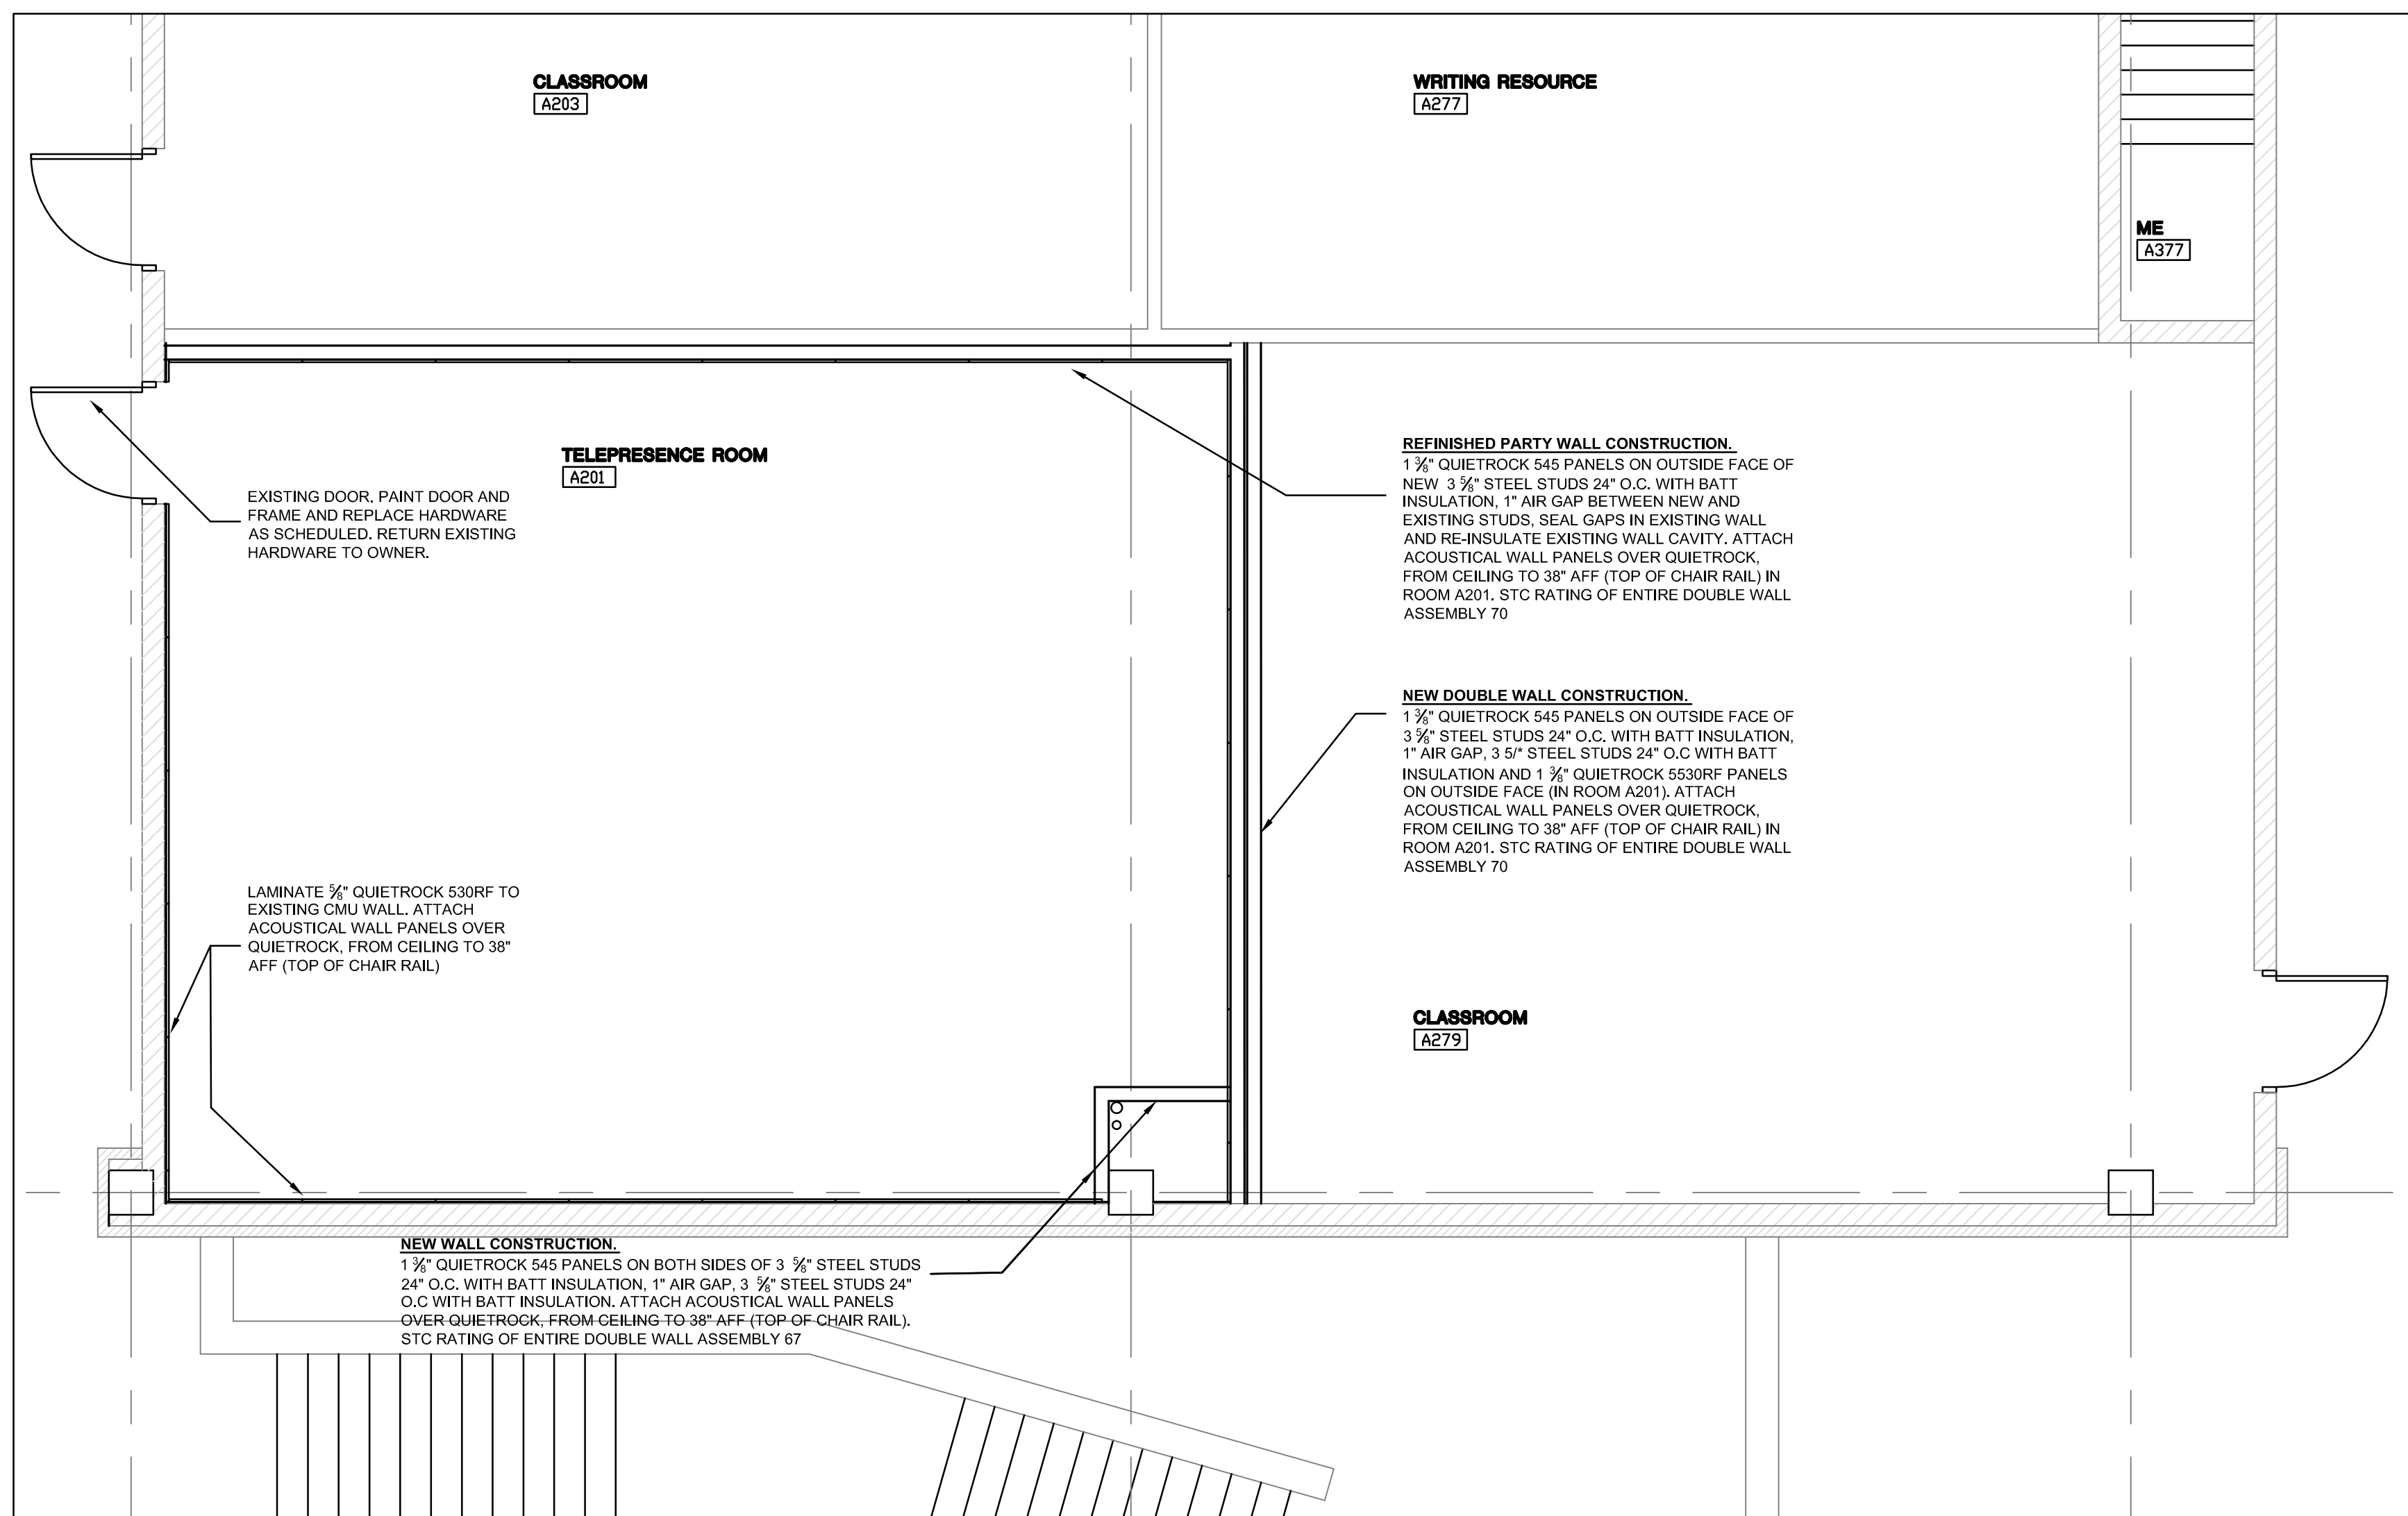 CLASSROOM
A203
WRITING RESOURCE
A277
ME
A377
TELEPRESENCE ROOM
A201
EXISTING DOOR. PAINT DOOR AND
FRAME AND REPLACE HARDWARE
AS SCHEDULED. RETURN EXISTING
HARDWARE TO OWNER.
REFINISHED PARTY WALL CONSTRUCTION.
1 3/8" QUIETROCK 545 PANELS ON OUTSIDE FACE OF
NEW 3 5/8" STEEL STUDS 24" O.C. WITH BATT
INSULATION, 1" AIR GAP BETWEEN NEW AND
EXISTING STUDS, SEAL GAPS IN EXISTING WALL
AND RE-INSULATE EXISTING WALL CAVITY. ATTACH
ACOUSTICAL WALL PANELS OVER QUIETROCK,
FROM CEILING TO 38" AFF (TOP OF CHAIR RAIL) IN
ROOM A201. STC RATING OF ENTIRE DOUBLE WALL
ASSEMBLY 70
NEW DOUBLE WALL CONSTRUCTION.
1 3/8" QUIETROCK 545 PANELS ON OUTSIDE FACE OF
3 5/8" STEEL STUDS 24" O.C. WITH BATT INSULATION,
1" AIR GAP, 3 5/* STEEL STUDS 24" O.C WITH BATT
INSULATION AND 1 3/8" QUIETROCK 5530RF PANELS
ON OUTSIDE FACE (IN ROOM A201). ATTACH
ACOUSTICAL WALL PANELS OVER QUIETROCK,
FROM CEILING TO 38" AFF (TOP OF CHAIR RAIL) IN
ROOM A201. STC RATING OF ENTIRE DOUBLE WALL
ASSEMBLY 70
LAMINATE 5/8" QUIETROCK 530RF TO
EXISTING CMU WALL. ATTACH
ACOUSTICAL WALL PANELS OVER
QUIETROCK, FROM CEILING TO 38"
AFF (TOP OF CHAIR RAIL)
CLASSROOM
A279
NEW WALL CONSTRUCTION.
1 3/8" QUIETROCK 545 PANELS ON BOTH SIDES OF 3 5/8" STEEL STUDS
24" O.C. WITH BATT INSULATION, 1" AIR GAP, 3 5/8" STEEL STUDS 24"
O.C WITH BATT INSULATION. ATTACH ACOUSTICAL WALL PANELS
OVER QUIETROCK, FROM CEILING TO 38" AFF (TOP OF CHAIR RAIL).
STC RATING OF ENTIRE DOUBLE WALL ASSEMBLY 67